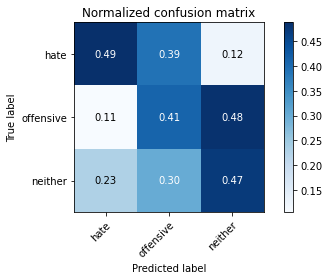 Normalized confusion matrix
True label
hate 0.49 0.39 0.12
offensive 0.11 0.41 0.48
neither 0.23 0.30 0.47
hate offensive neither
Predicted label
0.45
0.40
0.35
0.30
0.25
0.20
0.15